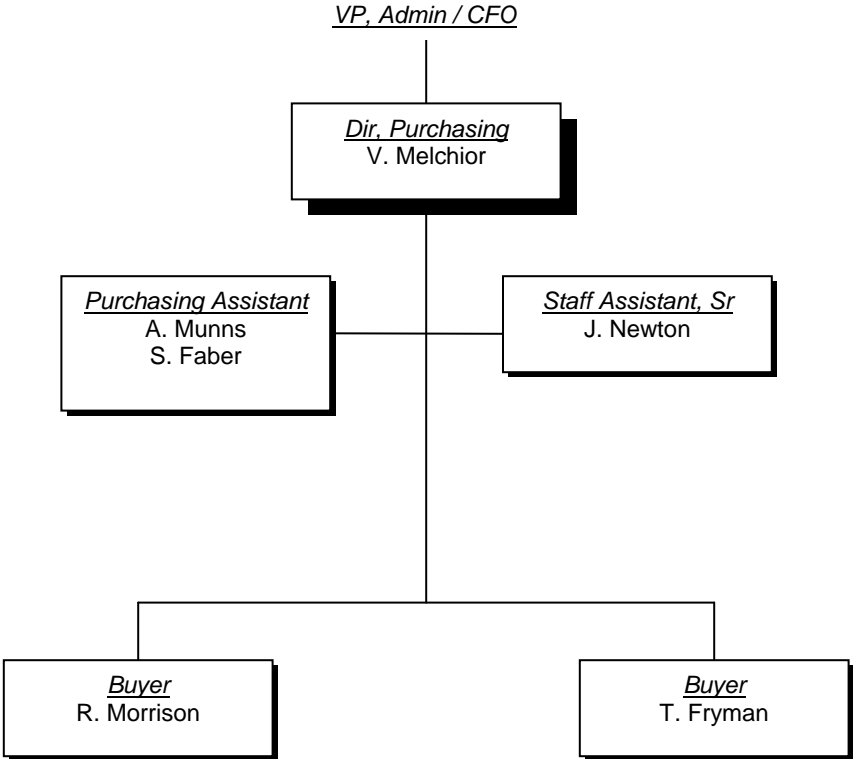 VP, Admin / CFO
Dir, Purchasing
V. Melchior
Purchasing Assistant
A. Munns
S. Faber
Staff Assistant, Sr
J. Newton
Buyer
R. Morrison
Buyer
T. Fryman